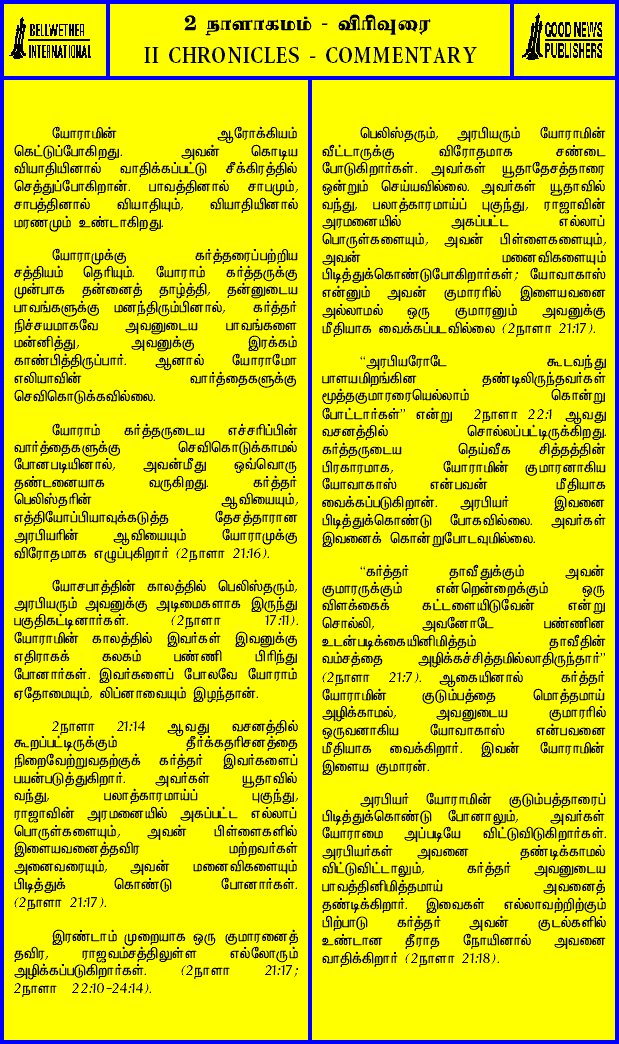 BELLWETHER
INTERNATIONAL
2 நாளாகமம் - விரிவுரை
II CHRONICLES - COMMENTARY
GOOD NEWS
PUBLISHERS
யோராமின் ஆரோக்கியம்
கெட்டுப்போகிறது. அவன் கொடிய
வியாதியினால் வாதிக்கப்பட்டு சீக்கிரத்தில்
செத்துப்போகிறான். பாவத்தினால் சாபமும்,
சாபத்தினால் வியாதியும், வியாதியினால்
மரணமும் உண்டாகிறது.
யோராமுக்கு கர்த்தரைப்பற்றிய
சத்தியம் தெரியும். யோராம் கர்த்தருக்கு
முன்பாக தன்னைத் தாழ்த்தி, தன்னுடைய
பாவங்களுக்கு மனந்திரும்பினால், கர்த்தர்
நிச்சயமாகவே அவனுடைய பாவங்களை
மன்னித்து, அவனுக்கு இரக்கம்
காண்பித்திருப்பார். ஆனால் யோராமோ
எலியாவின் வார்த்தைகளுக்கு
செவிகொடுக்கவில்லை.
யோராம் கர்த்தருடைய எச்சரிப்பின்
வார்த்தைகளுக்கு செவிகொடுக்காமல்
போனபடியினால், அவன்மீது ஒவ்வொரு
தண்டனையாக வருகிறது. கர்த்தர்
பெலிஸ்தரின் ஆவியையும்,
எத்தியோப்பியாவுக்கடுத்த தேசத்தாரான
அரபியரின் ஆவியையும் யோராமுக்கு
விரோதமாக எழுப்புகிறார் (2நாளா 21:16).
யோசபாத்தின் காலத்தில் பெலிஸ்தரும்,
அரபியரும் அவனுக்கு அடிமைகளாக இருந்து
பகுதிகட்டினார்கள். (2நாளா 17:11).
யோராமின் காலத்தில் இவர்கள் இவனுக்கு
எதிராகக் கலகம் பண்ணி பிரிந்து
போனார்கள். இவர்களைப் போலவே யோராம்
ஏதோமையும், லிப்னாவையும் இழந்தான்.
2நாளா 21:14 ஆவது வசனத்தில்
கூறப்பட்டிருக்கும் தீர்க்கதரிசனத்தை
நிறைவேற்றுவதற்குக் கர்த்தர் இவர்களைப்
பயன்படுத்துகிறார். அவர்கள் யூதாவில்
வந்து, பலாத்காரமாய்ப் புகுந்து,
ராஜாவின் அரமனையில் அகப்பட்ட எல்லாப்
பொருள்களையும், அவன் பிள்ளைகளில்
இளையவனைத்தவிர மற்றவர்கள்
அனைவரையும், அவன் மனைவிகளையும்
பிடித்துக் கொண்டு போனார்கள்.
(2நாளா 21:17).
இரண்டாம் முறையாக ஒரு குமாரனைத்
தவிர, ராஜவம்சத்திலுள்ள எல்லோரும்
அழிக்கப்படுகிறார்கள். (2நாளா 21:17;
2நாளா 22:10-24:14).
பெலிஸ்தரும், அரபியரும் யோராமின்
வீட்டாருக்கு விரோதமாக சண்டை
போடுகிறார்கள். அவர்கள் யூதாதேசத்தாரை
ஒன்றும் செய்யவில்லை. அவர்கள் யூதாவில்
வந்து, பலாத்காரமாய்ப் புகுந்து, ராஜாவின்
அரமனையில் அகப்பட்ட எல்லாப்
பொருள்களையும், அவன் பிள்ளைகளையும்,
அவன் மனைவிகளையும்
பிடித்துக்கொண்டுபோகிறார்கள்; யோவாகாஸ்
என்னும் அவன் குமாரரில் இளையவனை
அல்லாமல் ஒரு குமாரனும் அவனுக்கு
மீதியாக வைக்கப்படவில்லை (2நாளா 21:17).
“அரபியரோடே கூடவந்து
பாளயமிறங்கின தண்டிலிருந்தவர்கள்
மூத்தகுமாரரையெல்லாம் கொன்று
போட்டார்கள்” என்று 2நாளா 22:1 ஆவது
வசனத்தில் சொல்லப்பட்டிருக்கிறது.
கர்த்தருடைய தெய்வீக சித்தத்தின்
பிரகாரமாக, யோராமின் குமாரனாகிய
யோவாகாஸ் என்பவன் மீதியாக
வைக்கப்படுகிறான். அரபியர் இவனை
பிடித்துக்கொண்டு போகவில்லை. அவர்கள்
இவனைக் கொன்றுபோடவுமில்லை.
“கர்த்தர் தாவீதுக்கும் அவன்
குமாரருக்கும் என்றென்றைக்கும் ஒரு
விளக்கைக் கட்டளையிடுவேன் என்று
சொல்லி, அவனோடே பண்ணின
உடன்படிக்கையினிமித்தம் தாவீதின்
வம்சத்தை அழிக்கச்சித்தமில்லாதிருந்தார்”
(2நாளா 21:7). ஆகையினால் கர்த்தர்
யோராமின் குடும்பத்தை மொத்தமாய்
அழிக்காமல், அவனுடைய குமாரரில்
ஒருவனாகிய யோவாகாஸ் என்பவனை
மீதியாக வைக்கிறார். இவன் யோராமின்
இளைய குமாரன்.
அரபியர் யோராமின் குடும்பத்தாரைப்
பிடித்துக்கொண்டு போனாலும், அவர்கள்
யோராமை அப்படியே விட்டுவிடுகிறார்கள்.
அரபியர்கள் அவனை தண்டிக்காமல்
விட்டுவிட்டாலும், கர்த்தர் அவனுடைய
பாவத்தினிமித்தமாய் அவனைத்
தண்டிக்கிறார். இவைகள் எல்லாவற்றிற்கும்
பிற்பாடு கர்த்தர் அவன் குடல்களில்
உண்டான தீராத நோயினால் அவனை
வாதிக்கிறார் (2நாளா 21:18).